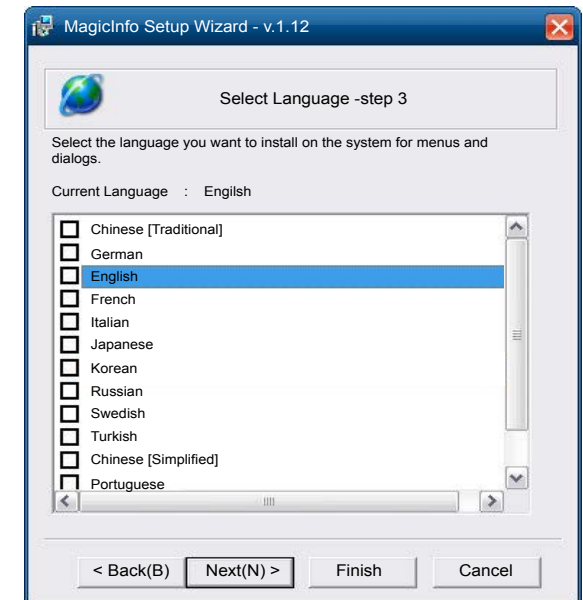 MagicInfo Setup Wizard - v.1.12
Select Language -step 3
Select the language you want to install on the system for menus and
dialogs.
Current Language : Engilsh
Chinese [Traditional]
German
English
French
Italian
Japanese
Korean
Russian
Swedish
Turkish
Chinese [Simplified]
Portuguese
< Back(B) Next(N) > Finish Cancel